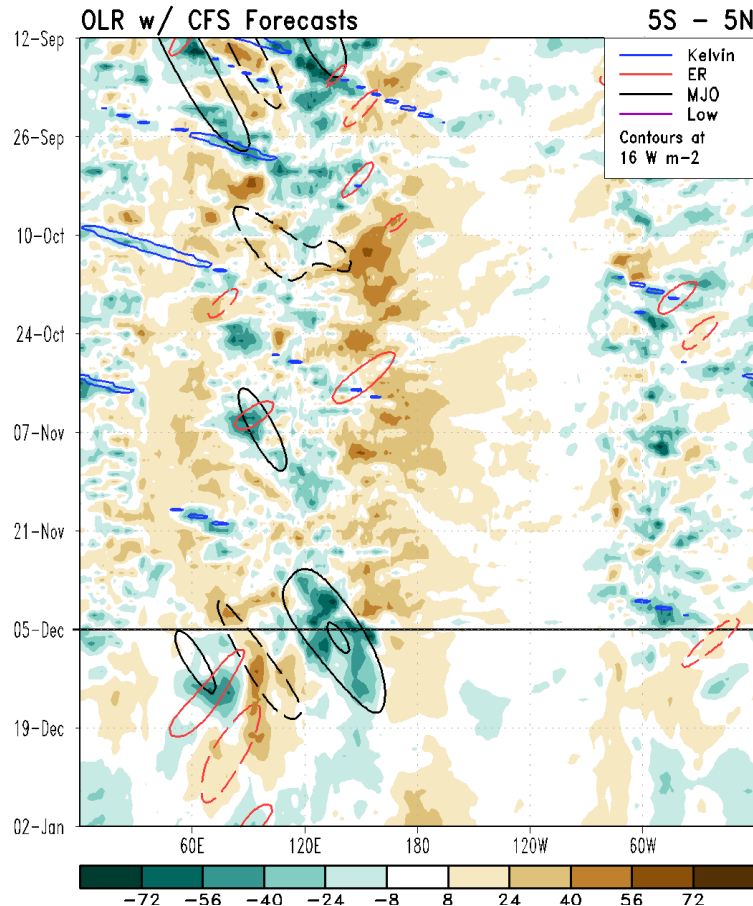 OLR w/ CFS Forecasts 5S - 5N
12-Sep
26-Sep
10-Oct
24-Oct
07-Nov
21-Nov
05-Dec
19-Dec
02-Jan
Kelvin
ER
MJO
Low
Contours at
16 W m-2
60E 120E 180 120W 60W
-72 -56 -40 -24 -8 8 24 40 56 72